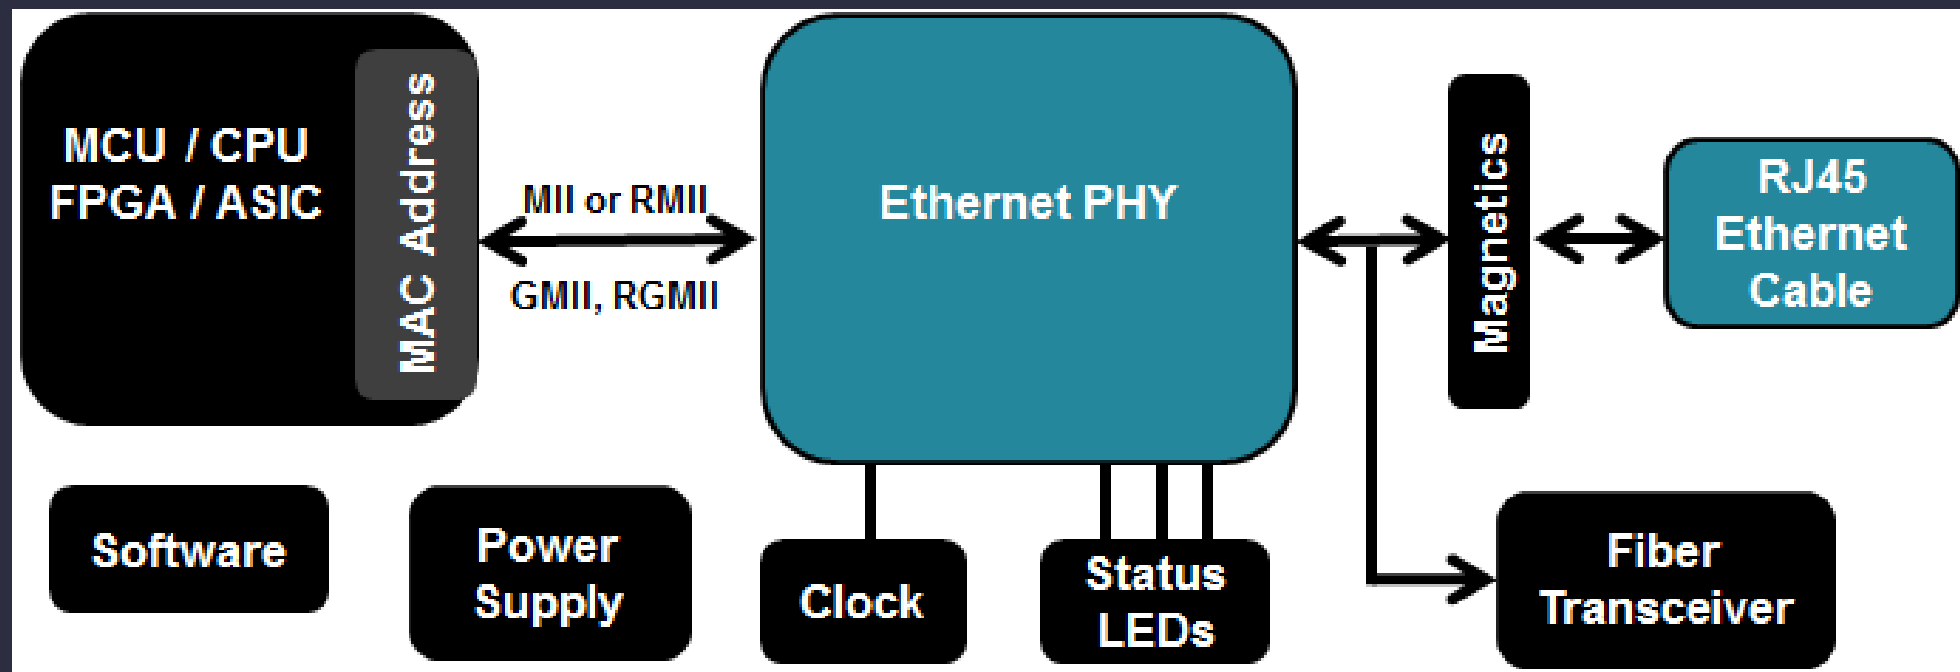 MCU / CPU
FPGA / ASIC
MAC Address
MII or RMII
GMII, RGMII
Ethernet PHY
Magnetics
RJ45
Ethernet
Cable
Software
Power
Supply
Clock
Status
LEDs
Fiber
Transceiver